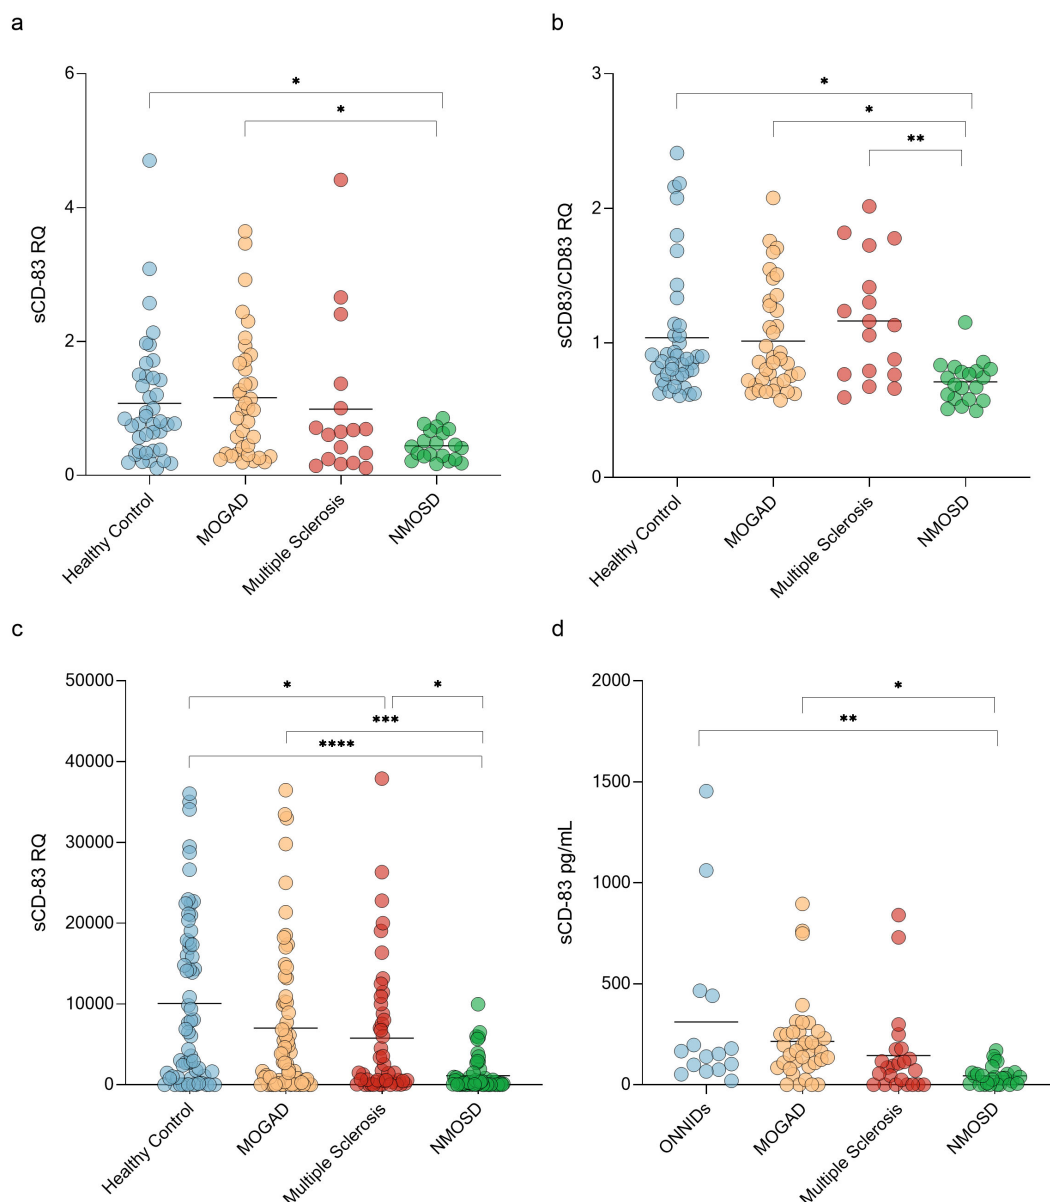 a
6
4
2
0
sCD-83 RQ
*
*
Healthy Control
MOGAD
Multiple Sclerosis
NMOSD
b
3
2
1
0
sCD83/CD83 RQ
*
*
**
Healthy Control
MOGAD
Multiple Sclerosis
NMOSD
c
50000
40000
30000
20000
10000
0
sCD-83 RQ
*
*
***
****
Healthy Control
MOGAD
Multiple Sclerosis
NMOSD
d
2000
1500
1000
500
0
sCD-83 pg/mL
*
**
ONNIDs
MOGAD
Multiple Sclerosis
NMOSD